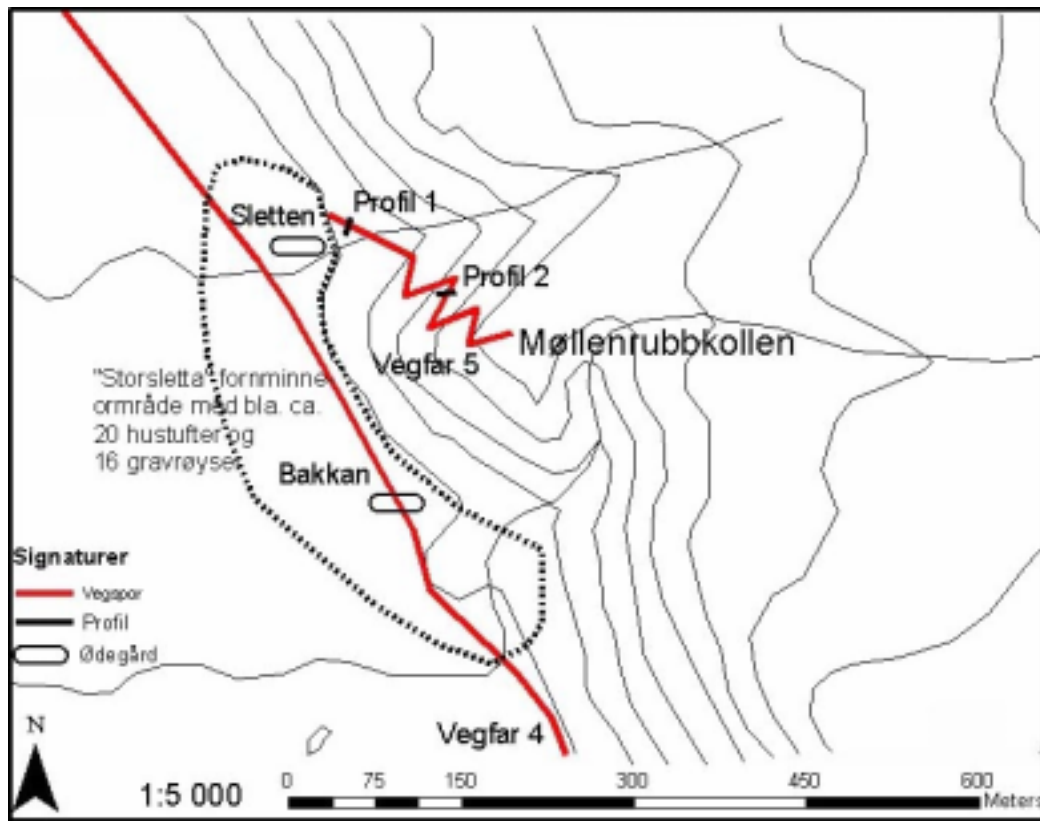 Profil 1
Sletten
Profil 2
Møllenrubbkollen
Vegfar 5
"Storsletta" fornminne
ormråde med bla. ca.
20 hustufter og
16 gravrøyser
Bakkan
Signaturer
Vegspor
Profil
Ødegård
Vegfar 4
N
1:5 000
0 75 150 300 450 600
Meters